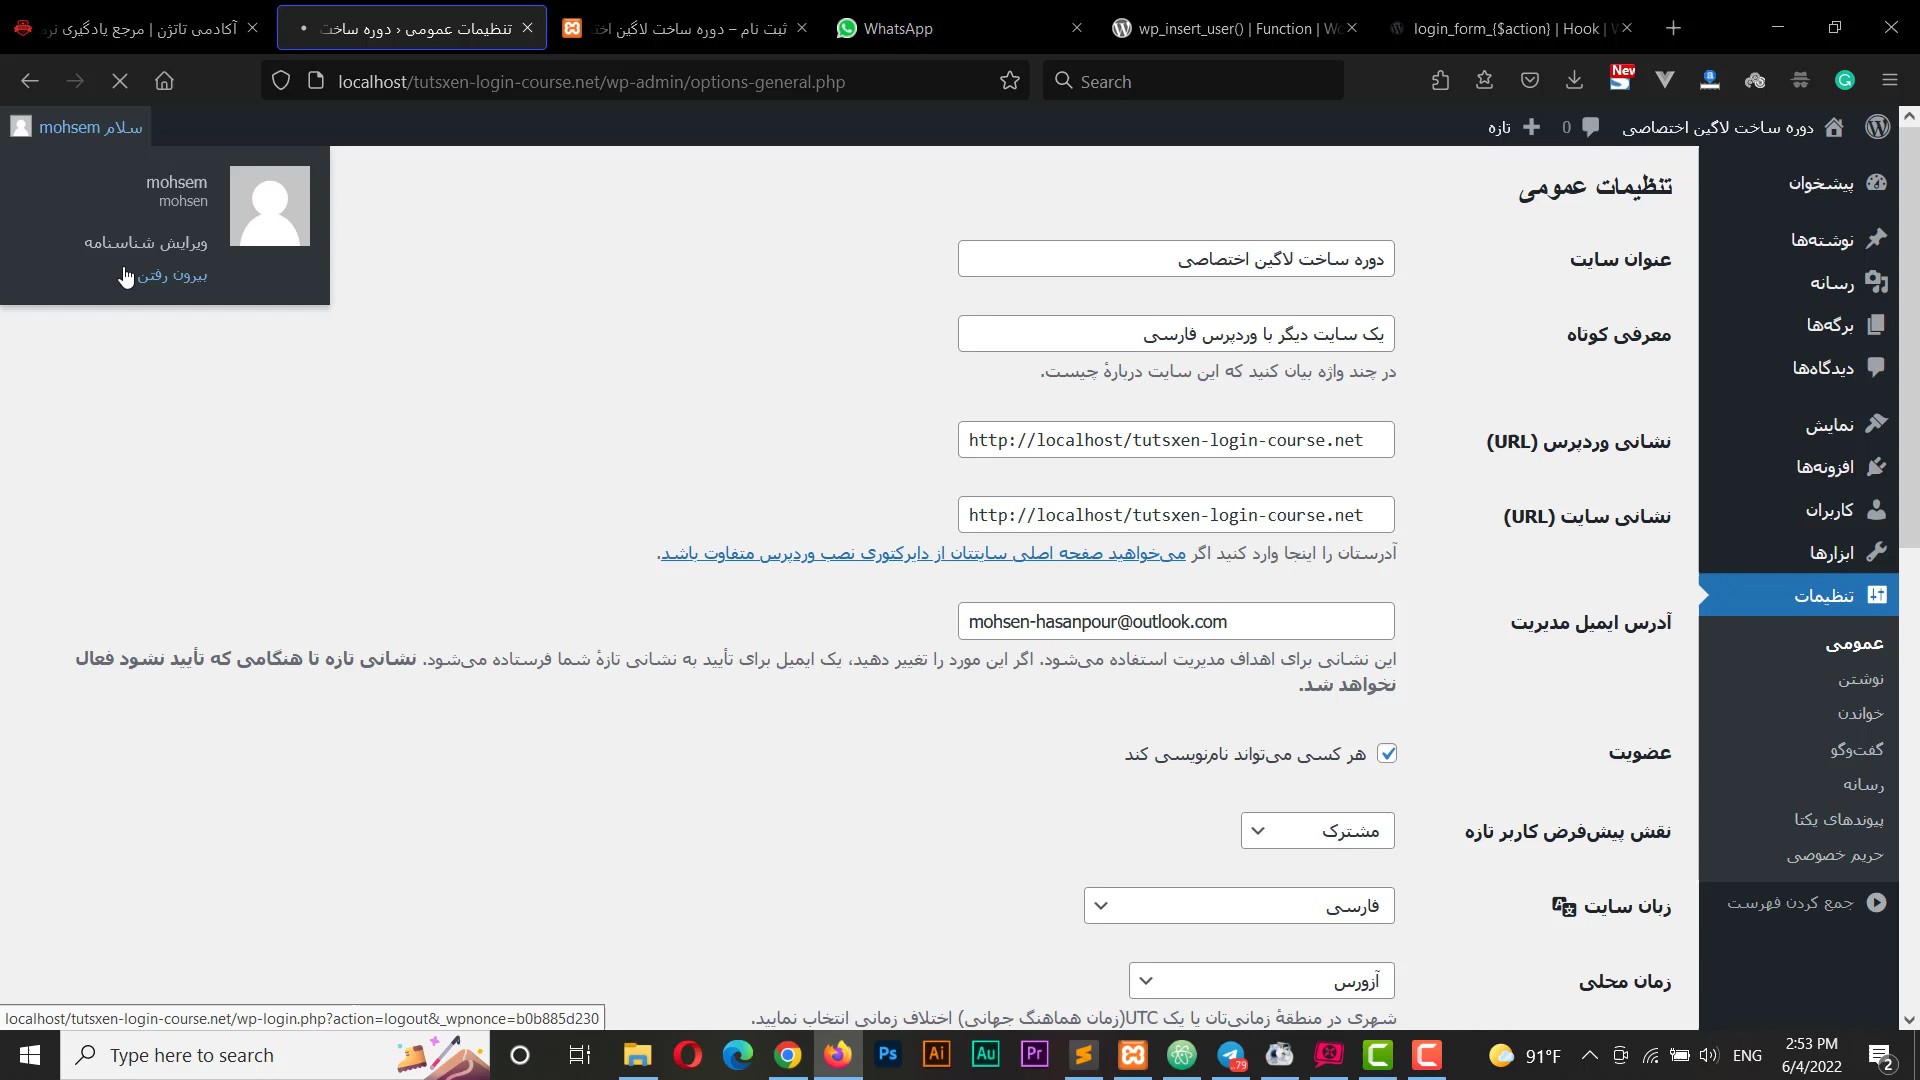 آکادمی تاتژن | مرجع یادگیری نرم
تنظیمات عمومی ‹ دوره ساخت
ثبت نام – دوره ساخت لاگین اخت
WhatsApp
wp_insert_user() | Function | Wo
login_form_{$action} | Hook | W
localhost/tutsxen-login-course.net/wp-admin/options-general.php
Search
New
سلام mohsem
تازه
0
دوره ساخت لاگین اختصاصی
mohsem
mohsen
ویرایش شناسنامه
بیرون رفتن
پیشخوان
نوشته‌ها
رسانه
برگه‌ها
دیدگاه‌ها
نمایش
افزونه‌ها
کاربران
ابزارها
تنظیمات
عمومی
نوشتن
خواندن
گفت‌وگو
رسانه
پیوندهای یکتا
حریم خصوصی
جمع کردن فهرست
تنظیمات عمومی
عنوان سایت
دوره ساخت لاگین اختصاصی
معرفی کوتاه
یک سایت دیگر با وردپرس فارسی
در چند واژه بیان کنید که این سایت دربارهٔ چیست.
نشانی وردپرس (URL)
http://localhost/tutsxen-login-course.net
نشانی سایت (URL)
http://localhost/tutsxen-login-course.net
آدرستان را اینجا وارد کنید اگر می‌خواهید صفحه اصلی سایتتان از دایرکتوری نصب وردپرس متفاوت باشد.
آدرس ایمیل مدیریت
mohsen-hasanpour@outlook.com
این نشانی برای اهداف مدیریت استفاده می‌شود. اگر این مورد را تغییر دهید، یک ایمیل برای تأیید به نشانی تازهٔ شما فرستاده می‌شود. نشانی تازه تا هنگامی که تأیید نشود فعال
نخواهد شد.
عضویت
هر کسی می‌تواند نام‌نویسی کند
نقش پیش‌فرض کاربر تازه
مشترک
زبان سایت
فارسی
زمان محلی
آزورس
شهری در منطقهٔ زمانی‌تان یا یک UTC(زمان هماهنگ جهانی) اختلاف زمانی انتخاب نمایید.
localhost/tutsxen-login-course.net/wp-login.php?action=logout&_wpnonce=b0b885d230
Type here to search
Ps
Ai
Au
Pr
79
91°F
ENG
2:53 PM
6/4/2022
2